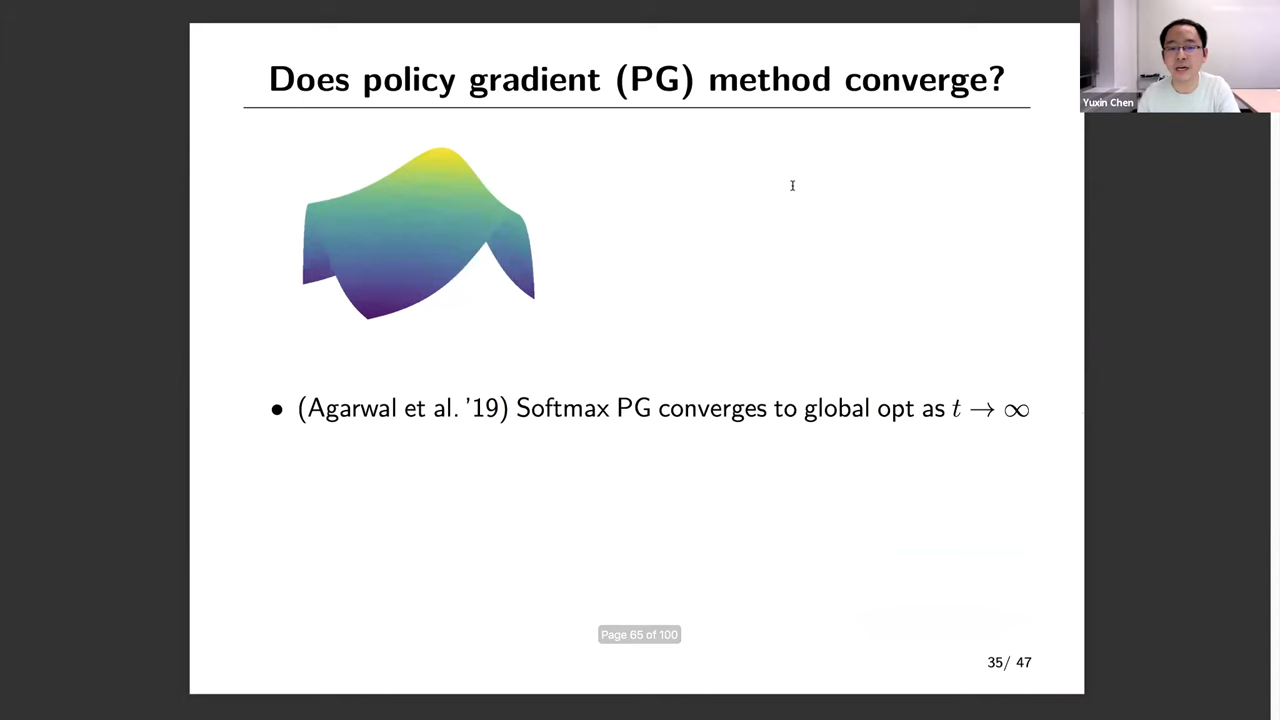 Does policy gradient (PG) method converge?
Yuxin Chen
• (Agarwal et al. '19) Softmax PG converges to global opt as t → ∞
Page 65 of 100
35/ 47